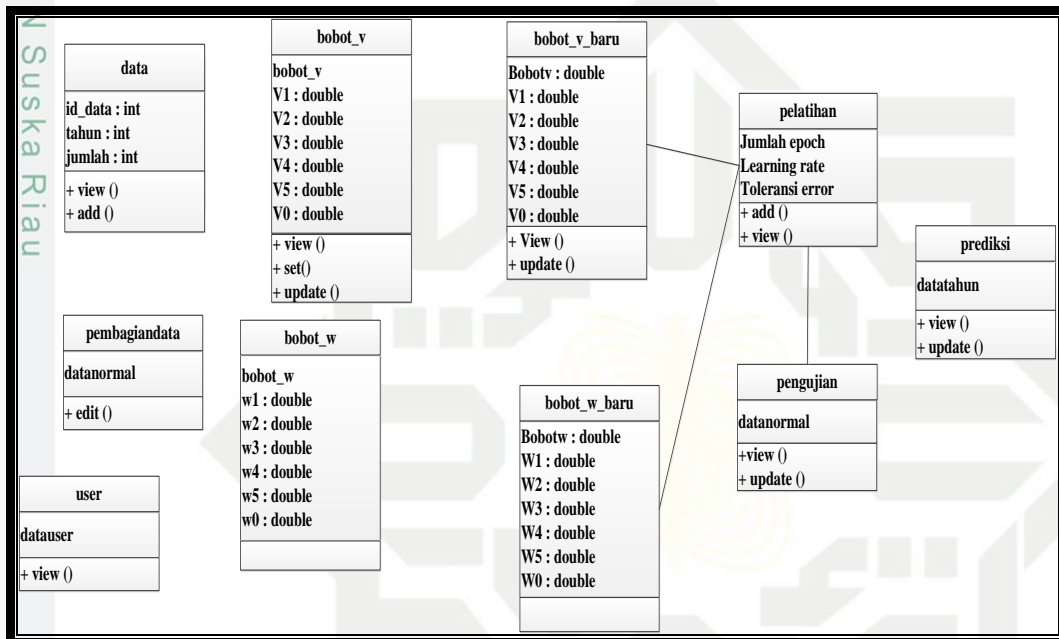 N Suska Riau
data
id_data : int
tahun : int
jumlah : int
+ view ()
+ add ()
bobot_v
bobot_v
V1 : double
V2 : double
V3 : double
V4 : double
V5 : double
V0 : double
+ view ()
+ set()
+ update ()
bobot_v_baru
Bobotv : double
V1 : double
V2 : double
V3 : double
V4 : double
V5 : double
V0 : double
+ View ()
+ update ()
pelatihan
Jumlah epoch
Learning rate
Toleransi error
+ add ()
+ view ()
prediksi
datatahun
+ view ()
+ update ()
pembagiandata
datanormal
+ edit ()
bobot_w
bobot_w
w1 : double
w2 : double
w3 : double
w4 : double
w5 : double
w0 : double
bobot_w_baru
Bobotw : double
W1 : double
W2 : double
W3 : double
W4 : double
W5 : double
W0 : double
pengujian
datanormal
+view ()
+ update ()
user
datauser
+ view ()